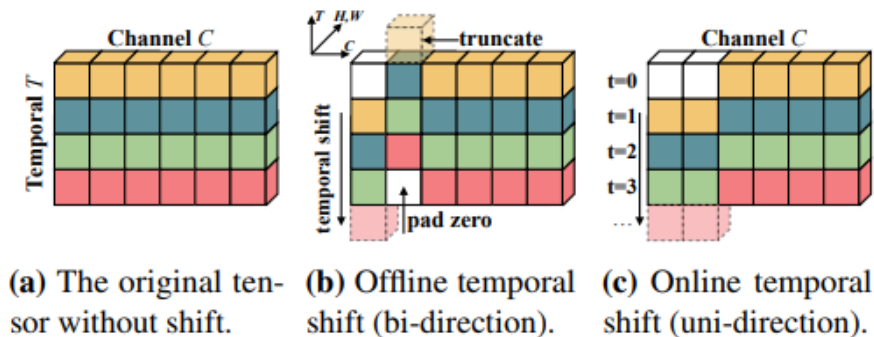 Channel C
Temporal T
(a) The original ten-
sor without shift.
T
H,W
C
truncate
temporal shift
pad zero
(b) Offline temporal
shift (bi-direction).
Channel C
t=0
t=1
t=2
t=3
...
(c) Online temporal
shift (uni-direction).